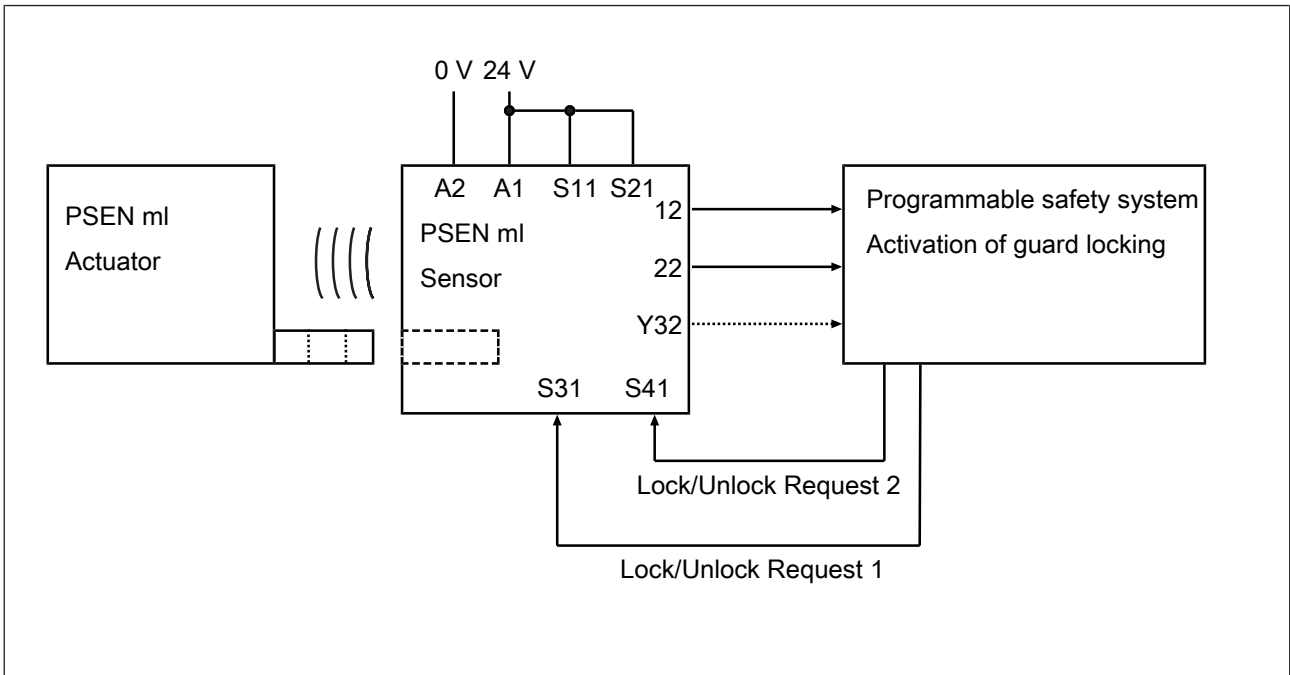 0 V 24 V
A2 A1 S11 S21
PSEN ml
Actuator
PSEN ml
Sensor
12
22
Y32
S31 S41
Programmable safety system
Activation of guard locking
Lock/Unlock Request 2
Lock/Unlock Request 1